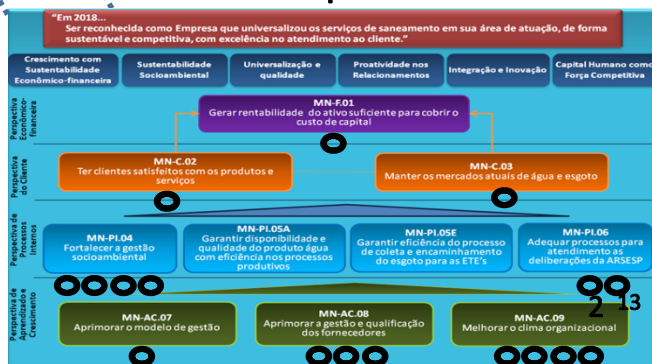 "Em 2018...
Ser reconhecida como Empresa que universalizou os serviços de saneamento em sua área de atuação, de forma
sustentável e competitiva, com excelência no atendimento ao cliente."
Crescimento com
Sustentabilidade
Econômico-financeira
Sustentabilidade
Socioambiental
Universalização e
qualidade
Proatividade nos
Relacionamentos
Integração e Inovação
Capital Humano como
Força Competitiva
Perspectiva
Econômico-
financeira
MN-F.01
Gerar rentabilidade do ativo suficiente para cobrir o
custo de capital
Perspectiva
do Cliente
MN-C.02
Ter clientes satisfeitos com os produtos e
serviços
MN-C.03
Manter os mercados atuais de água e esgoto
Perspectiva de
Processos
Internos
MN-PI.04
Fortalecer a gestão
socioambiental
MN-PI.05A
Garantir disponibilidade e
qualidade do produto água
com eficiência nos processos
produtivos
MN-PI.05E
Garantir eficiência do processo
de coleta e encaminhamento
do esgoto para as ETE's
MN-PI.06
Adequar processos para
atendimento as
deliberações da ARSESP
Perspectiva de
Aprendizado e
Crescimento
MN-AC.07
Aprimorar o modelo de gestão
MN-AC.08
Aprimorar a gestão e qualificação
dos fornecedores
MN-AC.09
Melhorar o clima organizacional
2
13